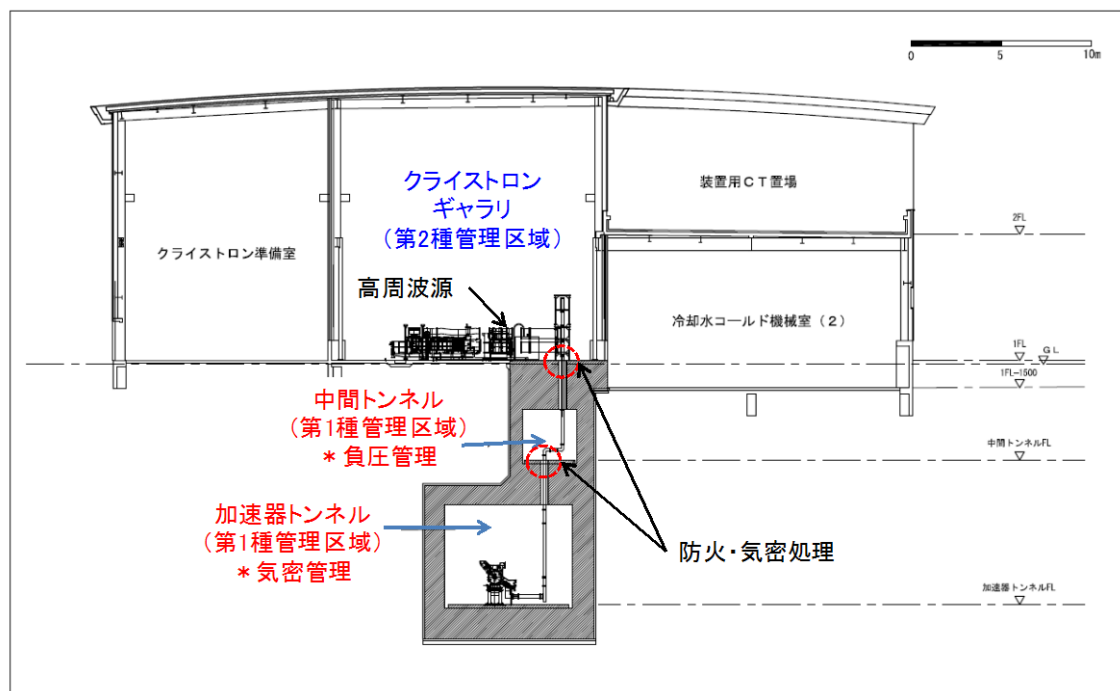 0
5
10m
クライストロン
ギャラリ
（第2種管理区域）
装置用ＣＴ置場
2FL
クライストロン準備室
高周波源
冷却水コールド機械室（２）
1FL
ＧＬ
1FL-1500
中間トンネル
（第1種管理区域）
＊負圧管理
中間トンネルFL
加速器トンネル
（第1種管理区域）
＊気密管理
防火・気密処理
加速器トンネルFL